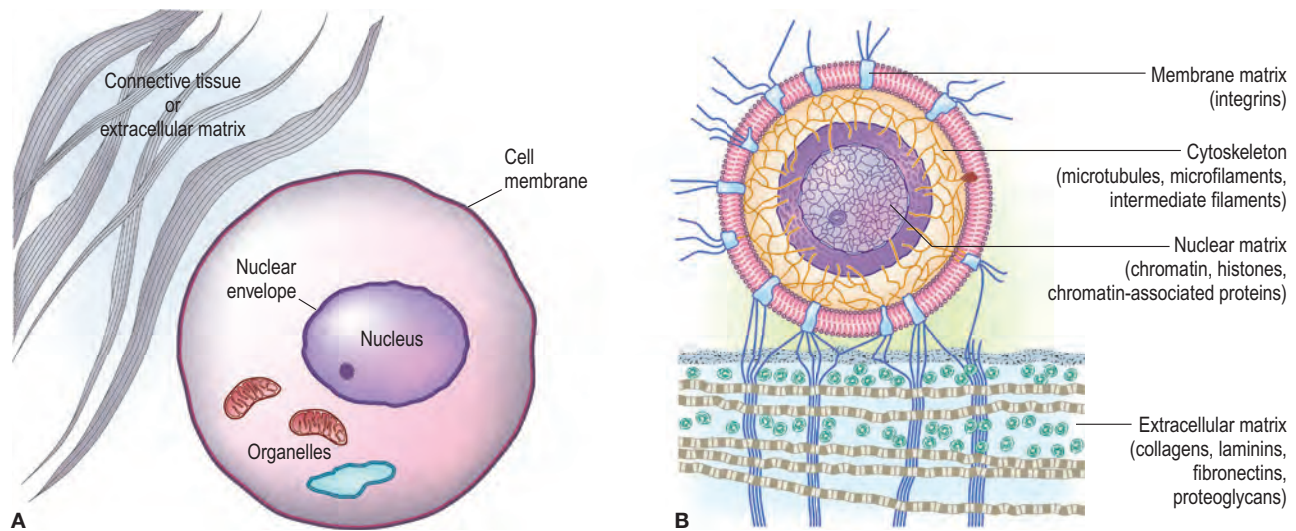 Connective tissue
or
extracellular matrix
Cell
membrane
Nuclear
envelope
Nucleus
Organelles
A
Membrane matrix
(integrins)
Cytoskeleton
(microtubules, microfilaments,
intermediate filaments)
Nuclear matrix
(chromatin, histones,
chromatin-associated proteins)
Extracellular matrix
(collagens, laminins,
fibronectins,
proteoglycans)
B